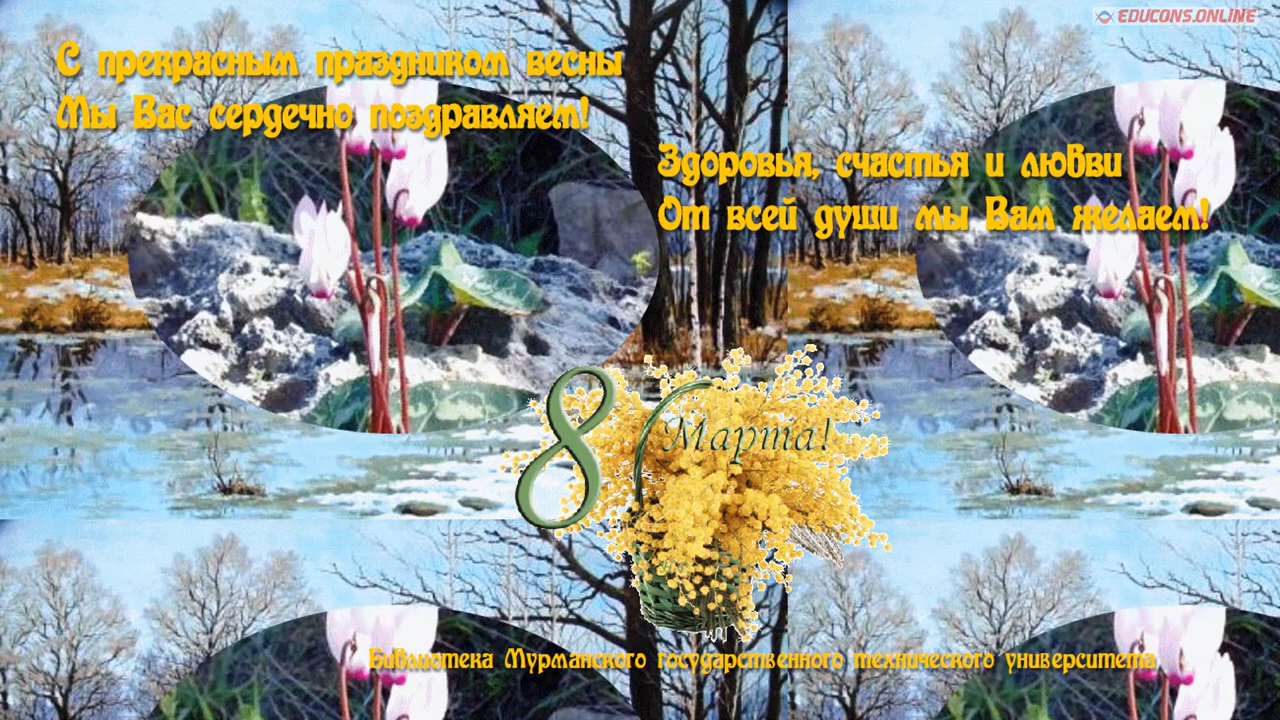 EDUCONS.ONLINE
С прекрасным праздником весны
Мы Вас сердечно поздравляем!
Здоровья, счастья и любви
От всей души мы Вам желаем!
8 Марта!
Библиотека Мурманского государственного технического университета